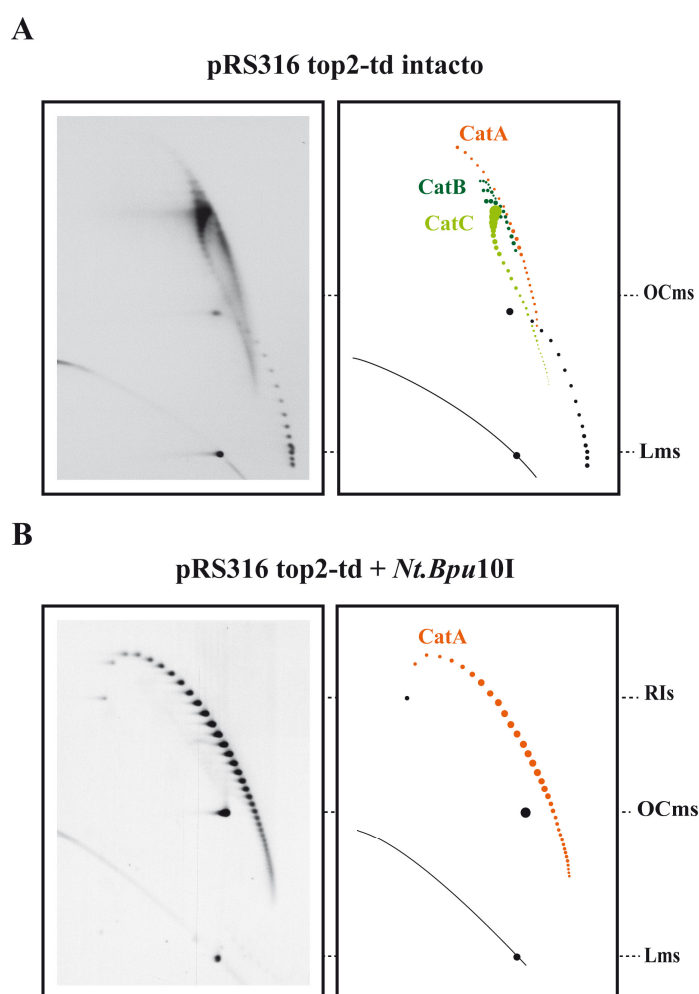 A
pRS316 top2-td intacto
CatA
CatB
CatC
OCms
Lms
B
pRS316 top2-td + Nt.Bpu10I
CatA
RIs
OCms
Lms